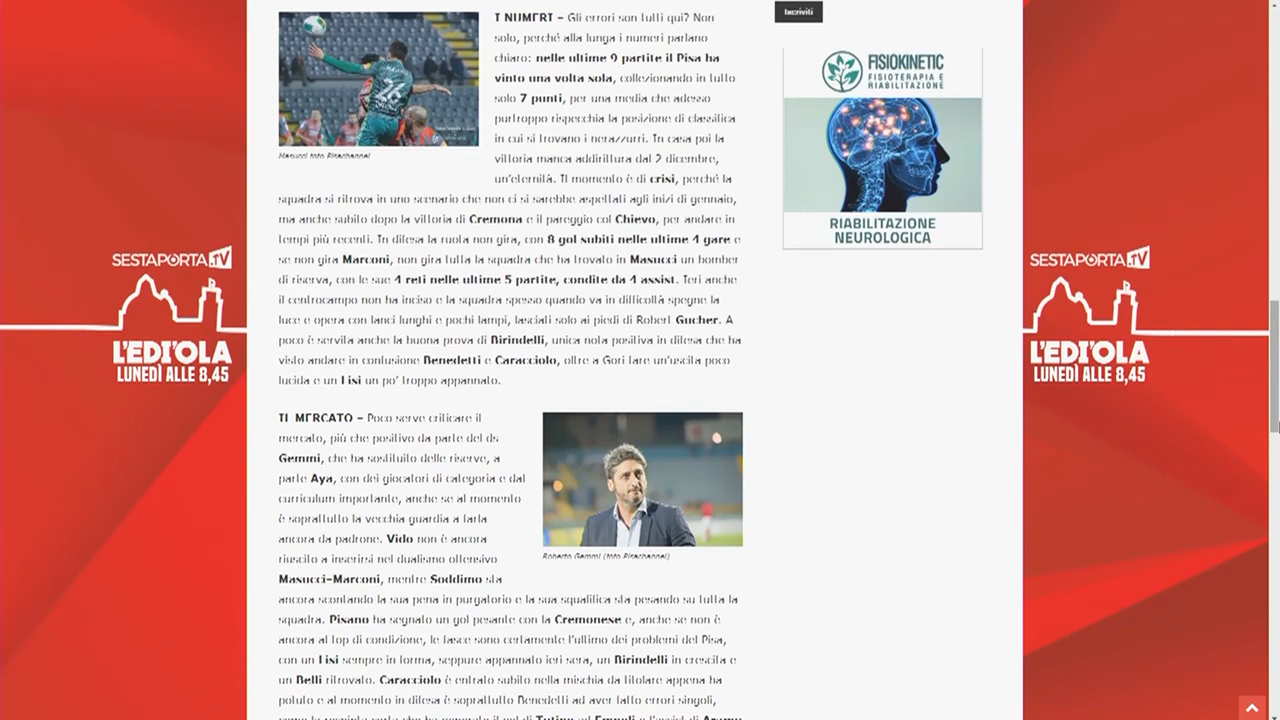 I NUMERI – Gli errori son tutti qui? Non
solo, perché alla lunga i numeri parlano
chiaro: nelle ultime 9 partite il Pisa ha
vinto una volta sola, collezionando in tutto
solo 7 punti, per una media che adesso
purtroppo rispecchia la posizione di classifica
in cui si trovano i nerazzurri. In casa poi la
vittoria manca addirittura dal 2 dicembre,
un'eternità. Il momento è di crisi, perché la
squadra si ritrova in uno scenario che non ci si sarebbe aspettati agli inizi di gennaio,
ma anche subito dopo la vittoria di Cremona e il pareggio col Chievo, per andare in
tempi più recenti. In difesa la ruota non gira, con 8 gol subiti nelle ultime 4 gare e
se non gira Marconi, non gira tutta la squadra che ha trovato in Masucci un bomber
di riserva, con le sue 4 reti nelle ultime 5 partite, condite da 4 assist. Ieri anche
il centrocampo non ha inciso e la squadra spesso quando va in difficoltà spegne la
luce e opera con lanci lunghi e pochi lampi, lasciati solo ai piedi di Robert Gucher. A
poco è servita anche la buona prova di Birindelli, unica nota positiva in difesa che ha
visto andare in confusione Benedetti e Caracciolo, oltre a Gori fare un'uscita poco
lucida e un Lisi un po' troppo appannato.
Masucci foto Pisachannel
IL MERCATO – Poco serve criticare il
mercato, più che positivo da parte del ds
Gemmi, che ha sostituito delle riserve, a
parte Aya, con dei giocatori di categoria e dal
curriculum importante, anche se al momento
è soprattutto la vecchia guardia a farla
ancora da padrone. Vido non è ancora
riuscito a inserirsi nel dualismo offensivo
Masucci-Marconi, mentre Soddimo sta
ancora scontando la sua pena in purgatorio e la sua squalifica sta pesando su tutta la
squadra. Pisano ha segnato un gol pesante con la Cremonese e, anche se non è
ancora al top di condizione, le fasce sono certamente l'ultimo dei problemi del Pisa,
con un Lisi sempre in forma, seppure appannato ieri sera, un Birindelli in crescita e
un Belli ritrovato. Caracciolo è entrato subito nella mischia da titolare appena ha
potuto e al momento in difesa è soprattutto Benedetti ad aver fatto errori singoli,
Roberto Gemmi (foto Pisachannel)
Iscriviti
FISIOKINETIC
FISIOTERAPIA E
RIABILITAZIONE
RIABILITAZIONE
NEUROLOGICA
SESTAPORTA.TV
L'EDI'OLA
LUNEDÌ ALLE 8,45
SESTAPORTA.TV
L'EDI'OLA
LUNEDÌ ALLE 8,45